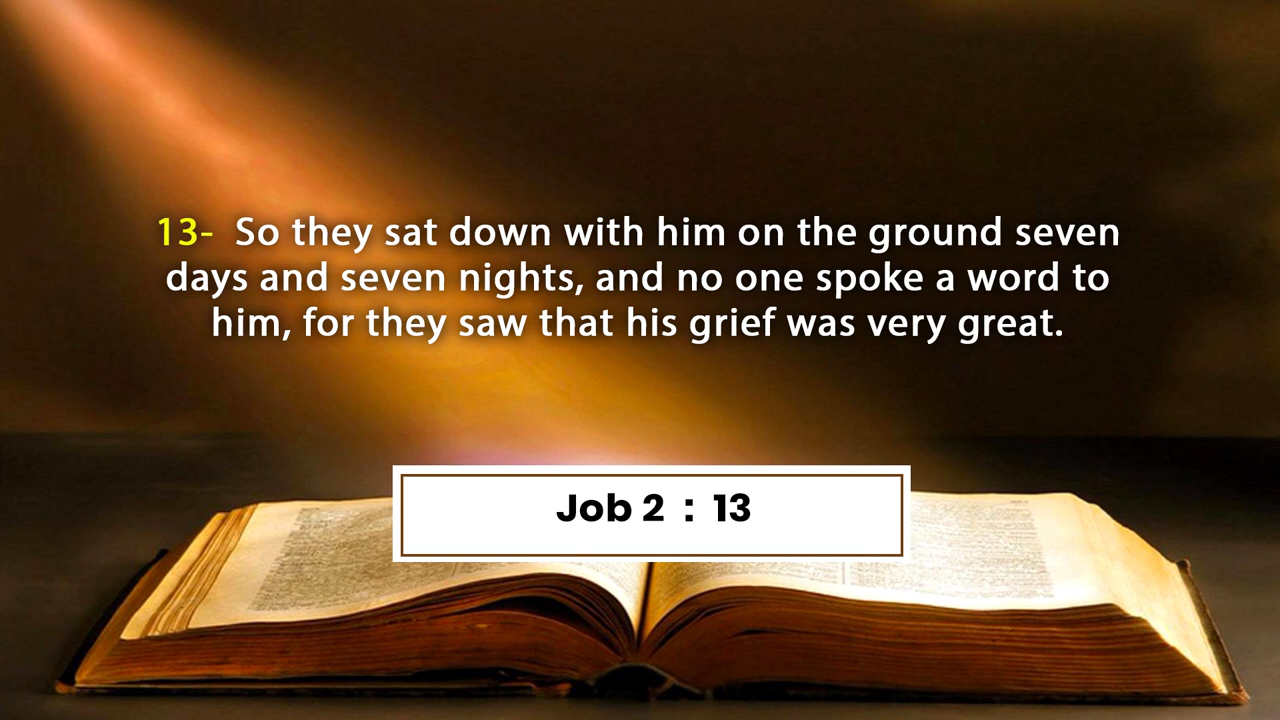 13- So they sat down with him on the ground seven
days and seven nights, and no one spoke a word to
him, for they saw that his grief was very great.
Job 2 : 13